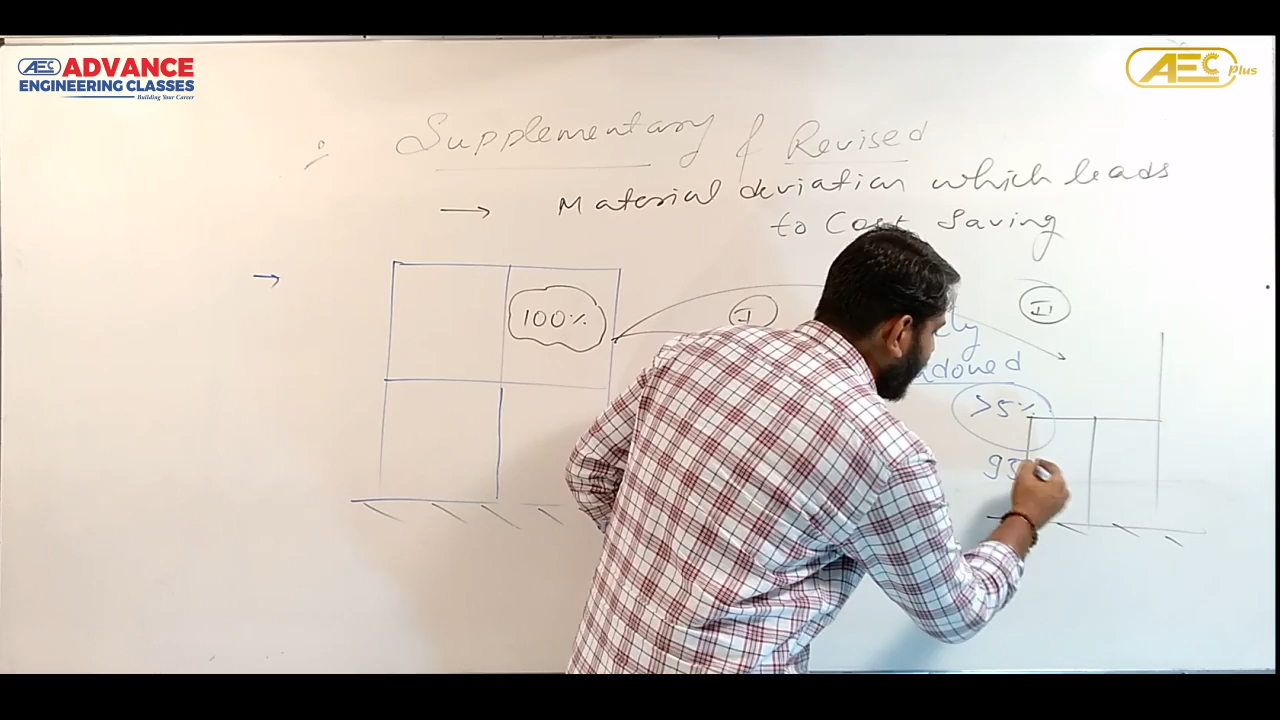 AEC ADVANCE
ENGINEERING CLASSES
Building Your Career
AEC Plus
Supplementary & Revised
→ Material deviation which leads
to Cost Saving
→
100%
I
II
>5%